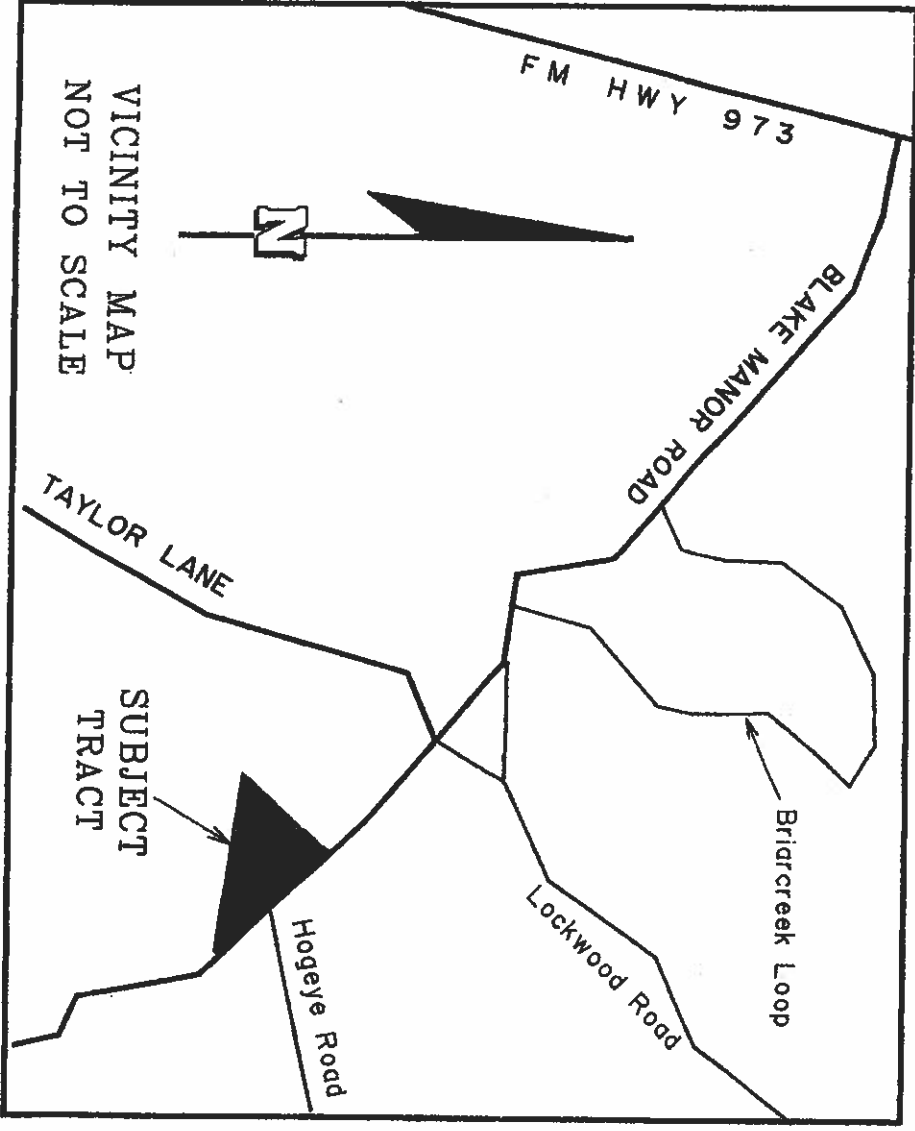 FM HWY 973
BLAKE MANOR ROAD
N
VICINITY MAP
NOT TO SCALE
TAYLOR LANE
SUBJECT
TRACT
Briarcreek Loop
Lockwood Road
Hogeye Road